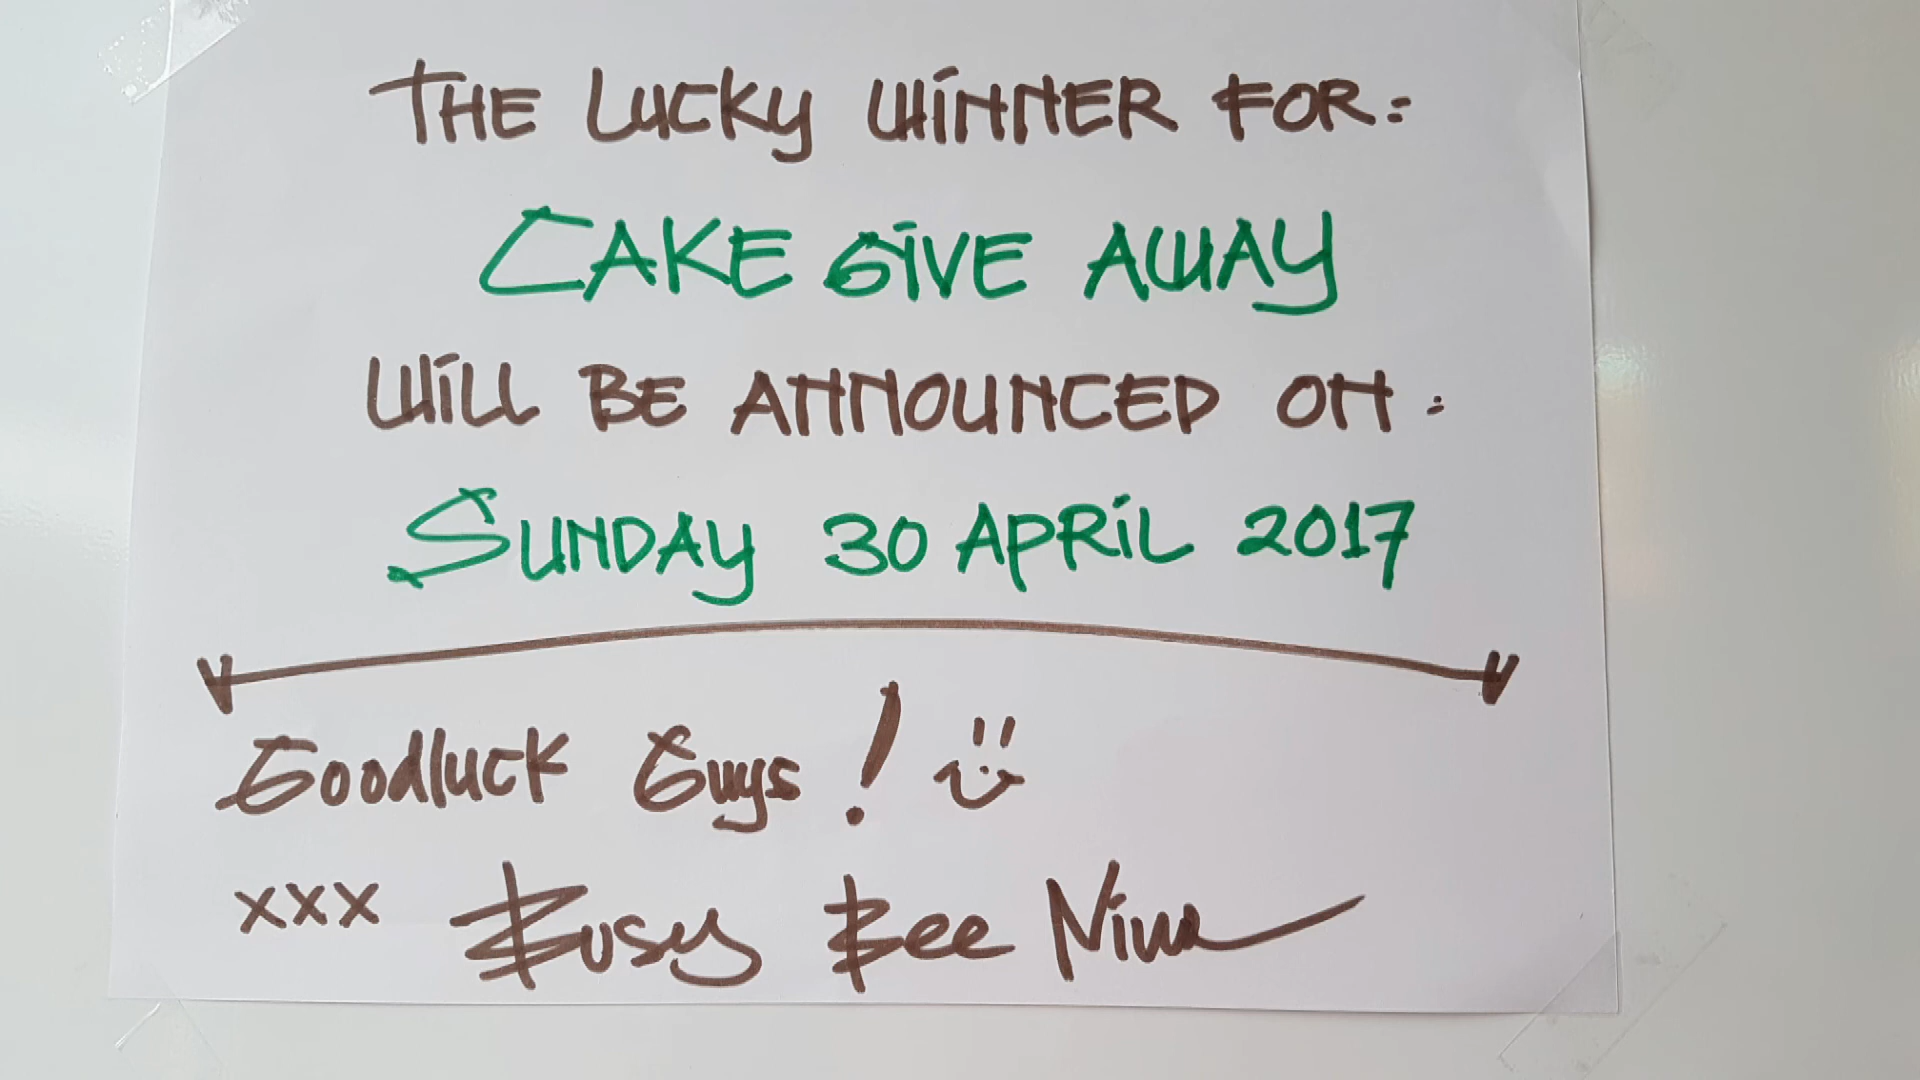 THE LUCKY WINNER FOR:
CAKE GIVE AWAY
WILL BE ANNOUNCED ON:
SUNDAY 30 APRIL 2017
Goodluck Guys!
xxx Busy Bee Nina